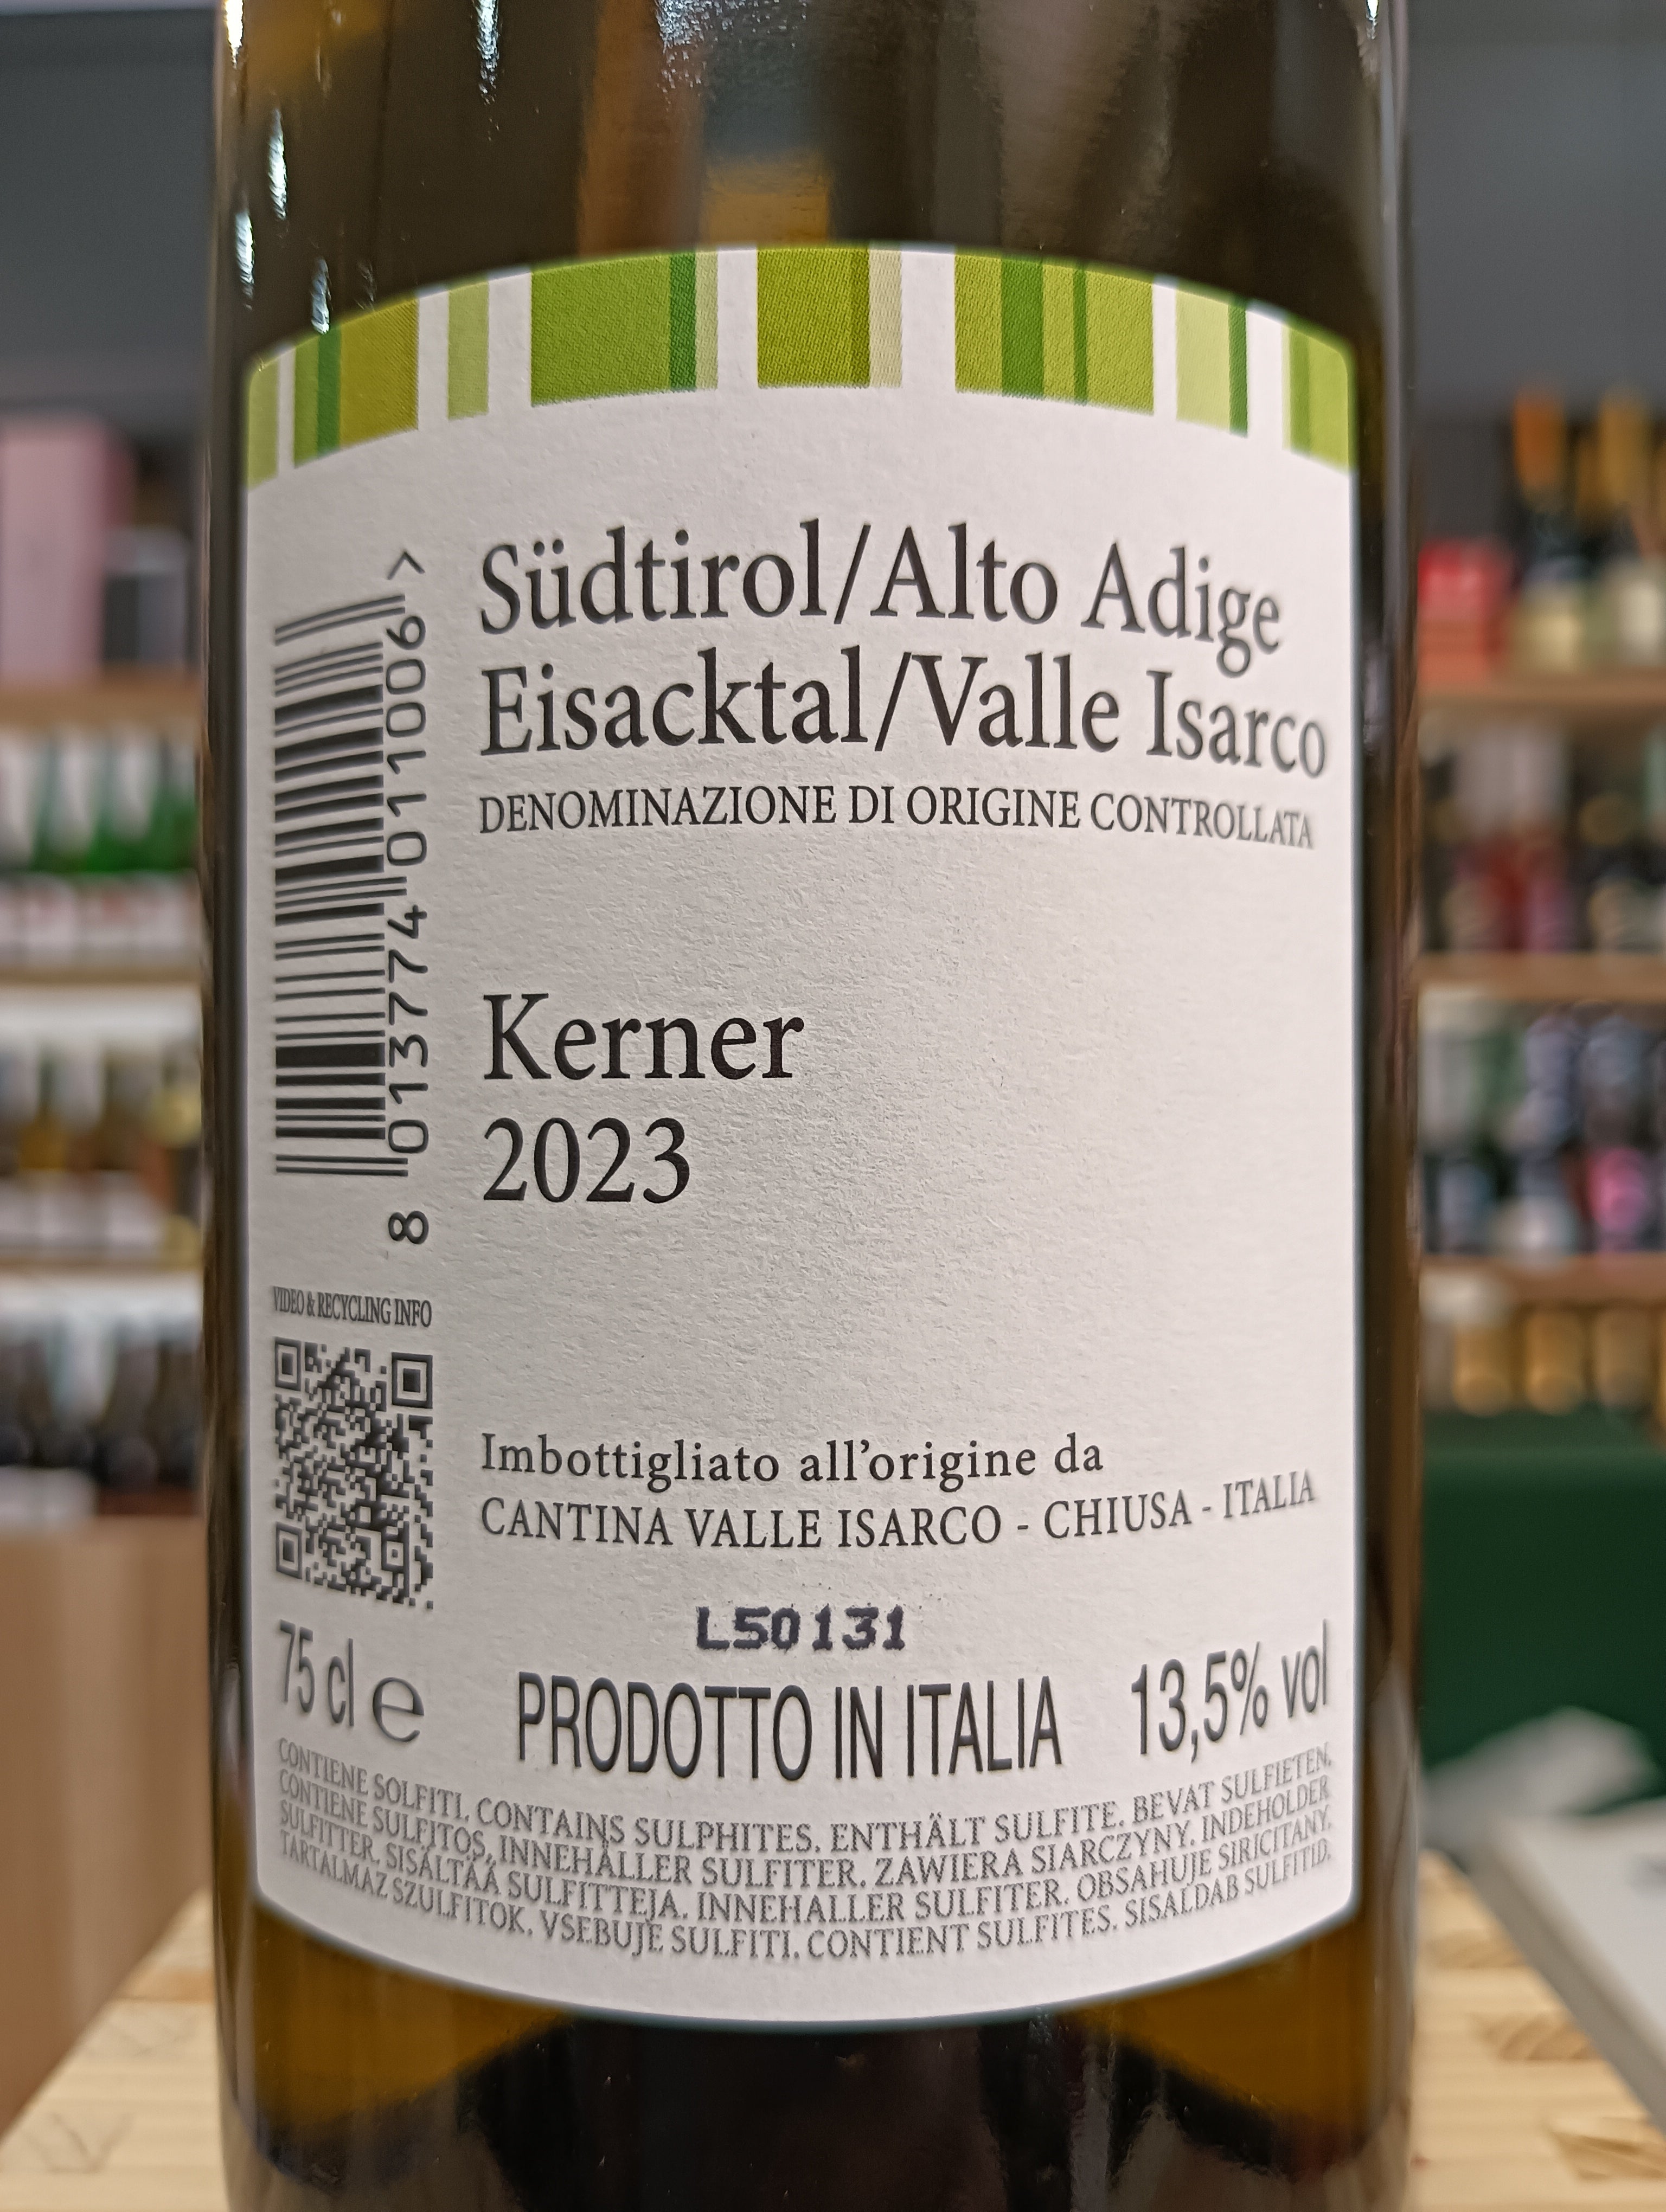 Südtirol/Alto Adige
Eisacktal/Valle Isarco
DENOMINAZIONE DI ORIGINE CONTROLLATA
Kerner
2023
8 013774 011006 >
VIDEO & RECYCLING INFO
Imbottigliato all'origine da
CANTINA VALLE ISARCO - CHIUSA - ITALIA
L50131
75 cl e PRODOTTO IN ITALIA 13,5% vol
CONTIENE SOLFITI. CONTAINS SULPHITES. ENTHÄLT SULFITE. BEVAT SULFIETEN.
CONTIENE SULFITOS. INNEHÅLLER SULFITER. ZAWIERA SIARCZYNY. INDEHOLDER
SULFITTER. SISÄLTÄÄ SULFITTEJA. INNEHALLER SULFITER. OBSAHUJE SIRICITANY.
TARTALMAZ SZULFITOK. VSEBUJE SULFITI. CONTIENT SULFITES. SISALDAB SULFITID.